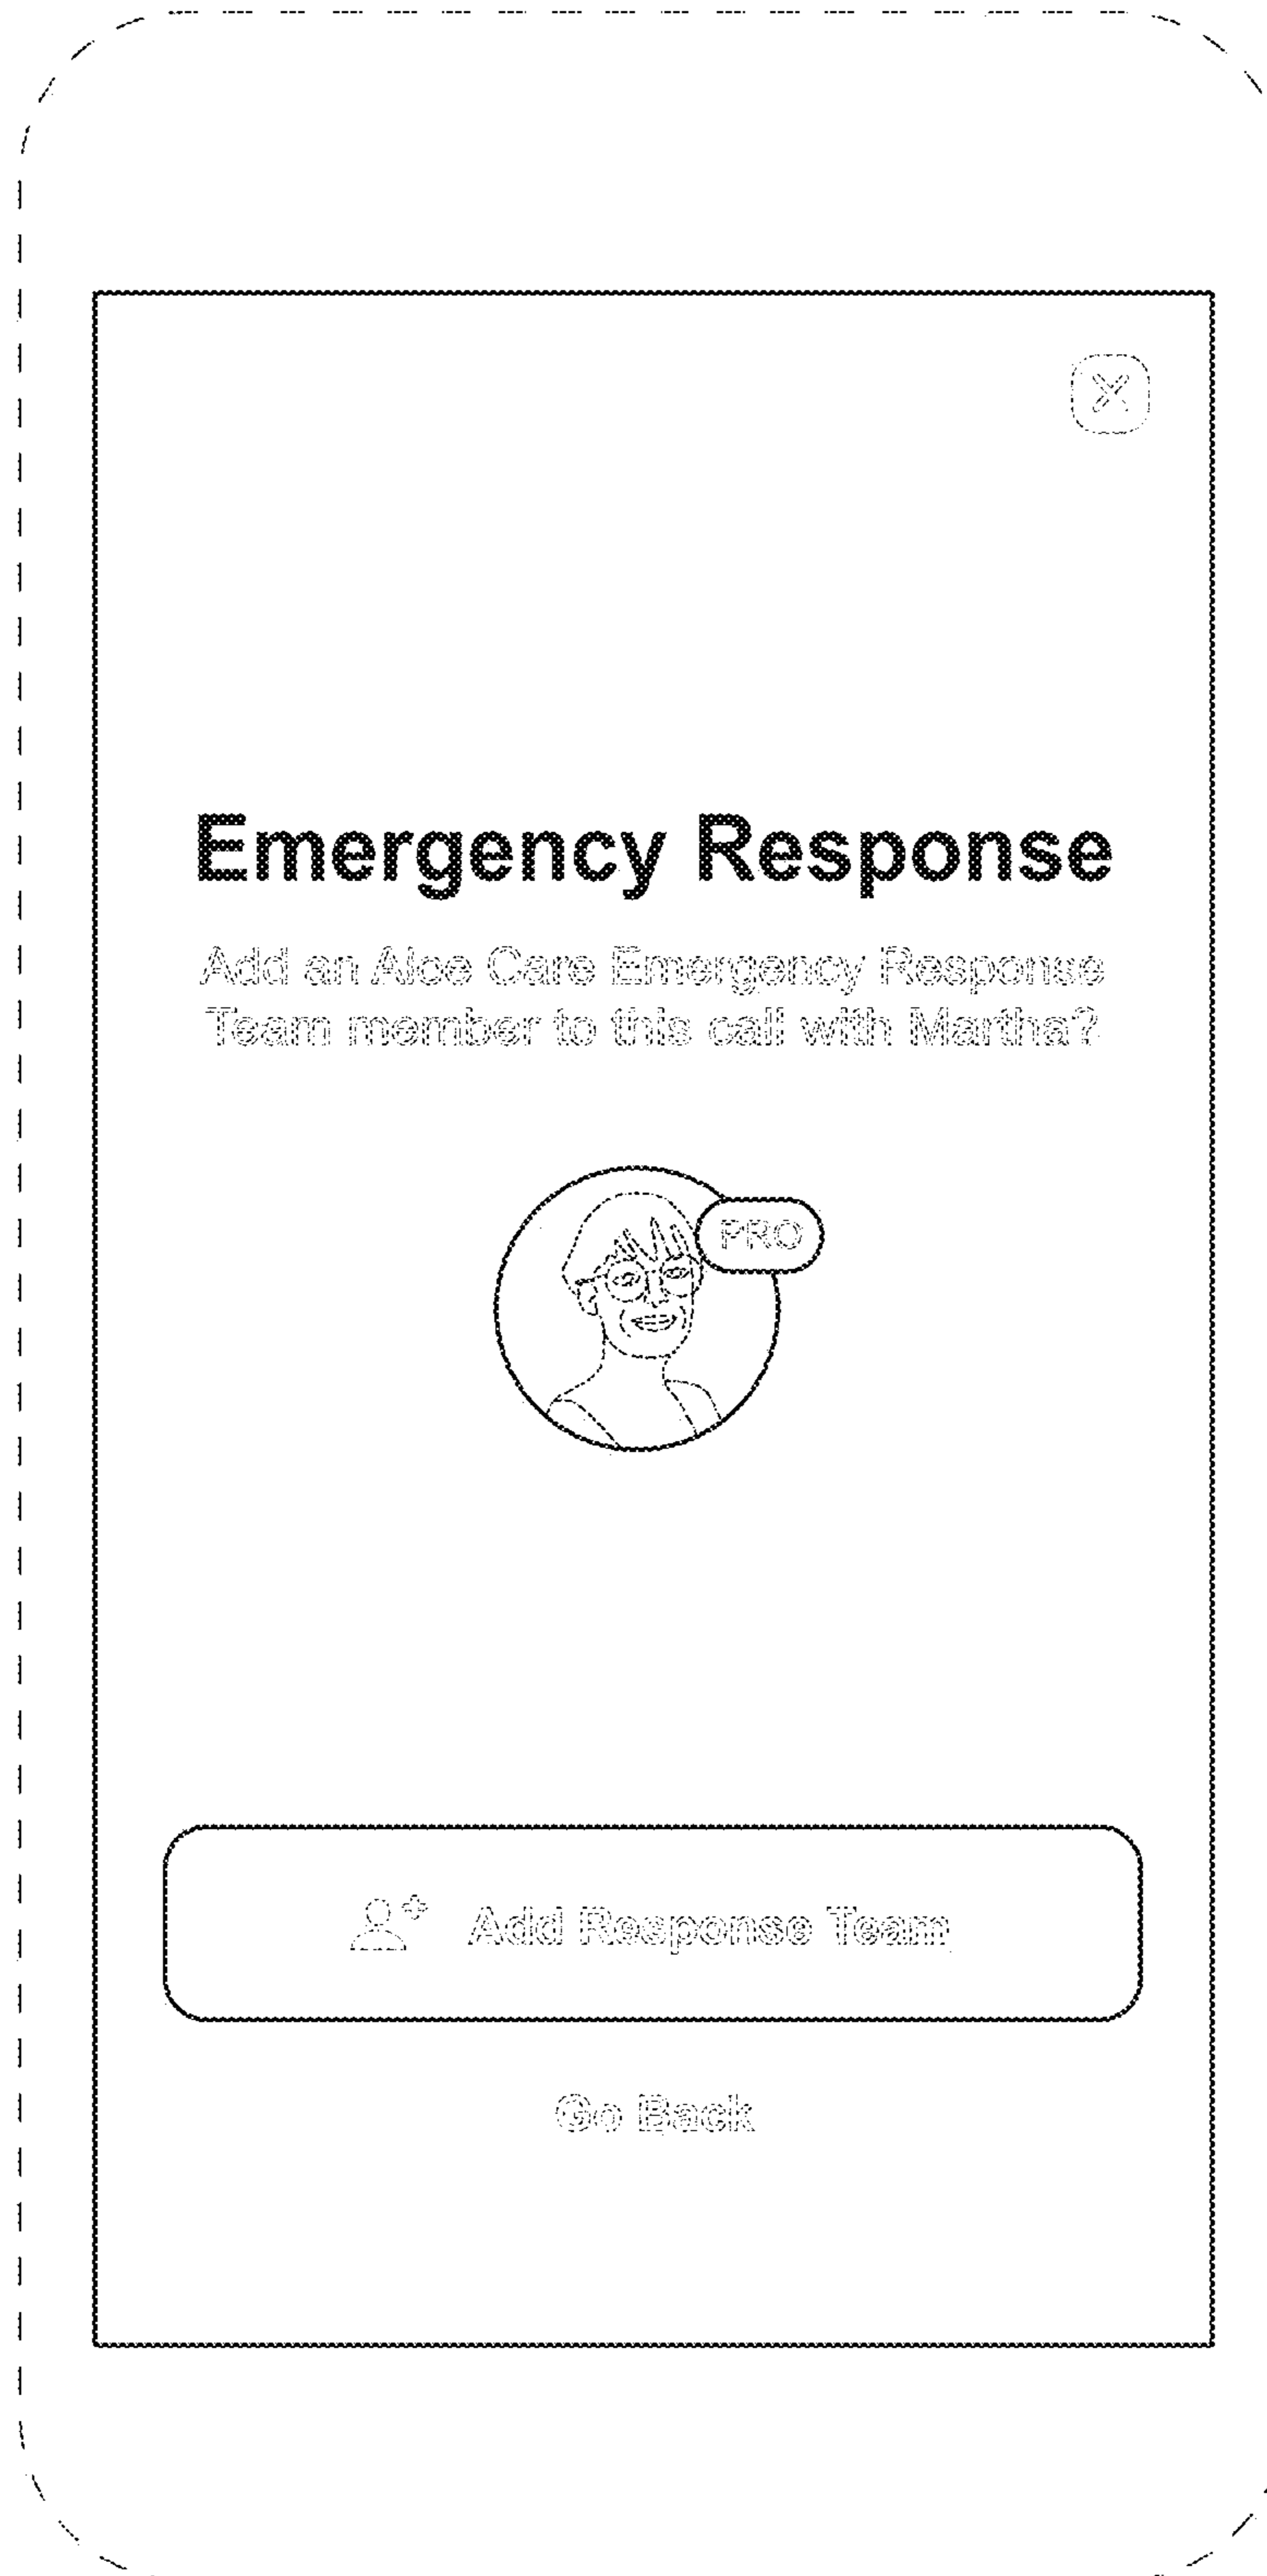 Emergency Response
Add an Aloe Care Emergency Response
Team member to this call with Martha?
PRO
Add Response Team
Go Back